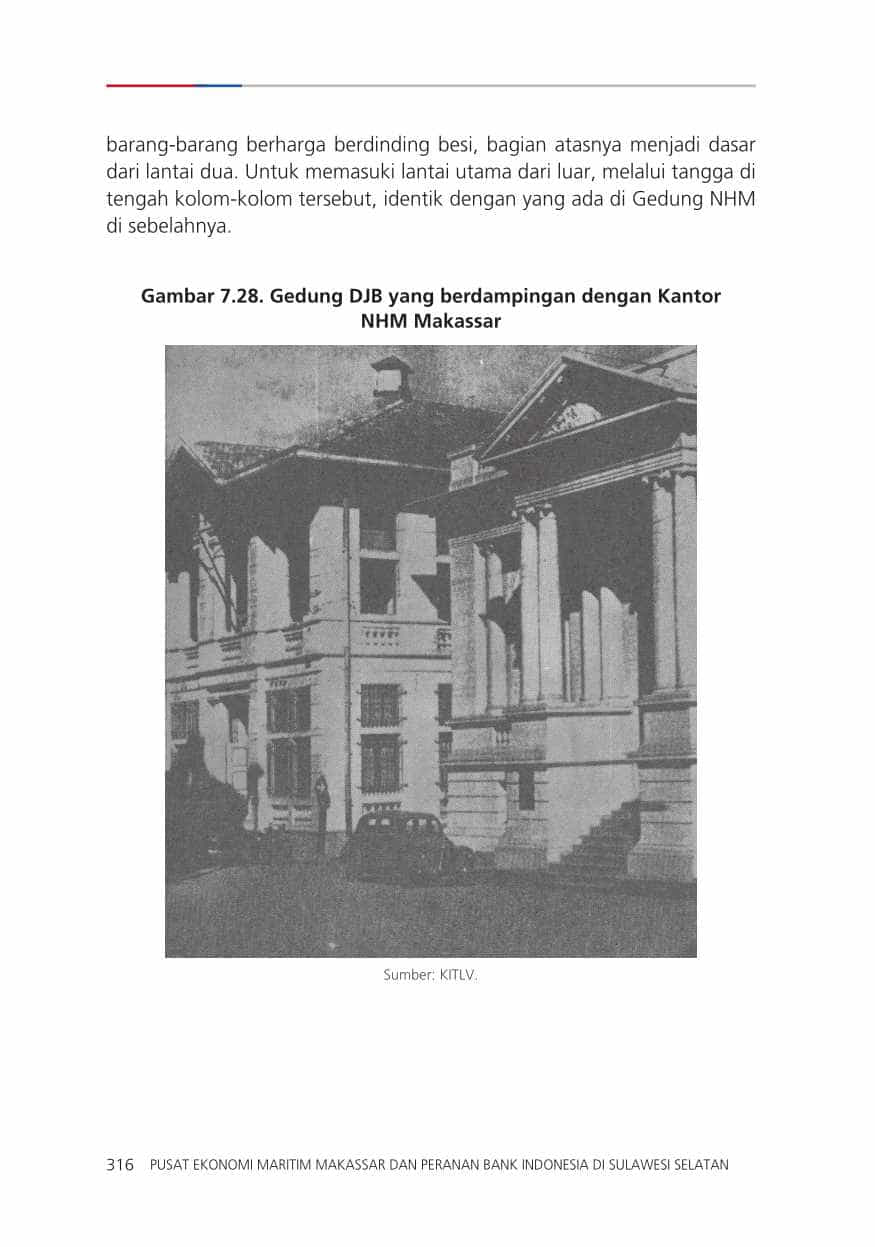 barang-barang berharga berdinding besi, bagian atasnya menjadi dasar
dari lantai dua. Untuk memasuki lantai utama dari luar, melalui tangga di
tengah kolom-kolom tersebut, identik dengan yang ada di Gedung NHM
di sebelahnya.
Gambar 7.28. Gedung DJB yang berdampingan dengan Kantor
NHM Makassar
Sumber: KITLV.
316 PUSAT EKONOMI MARITIM MAKASSAR DAN PERANAN BANK INDONESIA DI SULAWESI SELATAN